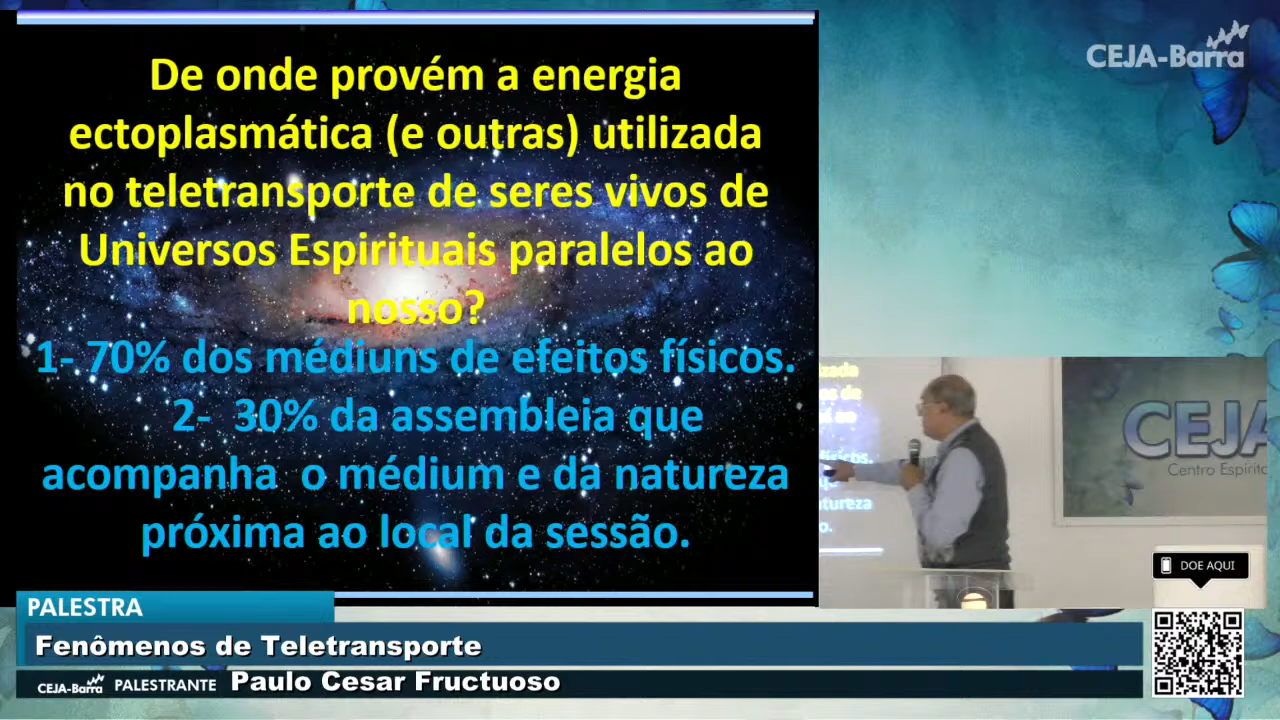 De onde provém a energia
ectoplasmática (e outras) utilizada
no teletransporte de seres vivos de
Universos Espirituais paralelos ao
nosso?
1- 70% dos médiuns de efeitos físicos.
2- 30% da assembleia que
acompanha o médium e da natureza
próxima ao local da sessão.
CEJA-Barra
CEJA
Centro Espírita
DOE AQUI
PALESTRA
Fenômenos de Teletransporte
CEJA-Barra PALESTRANTE Paulo Cesar Fructuoso